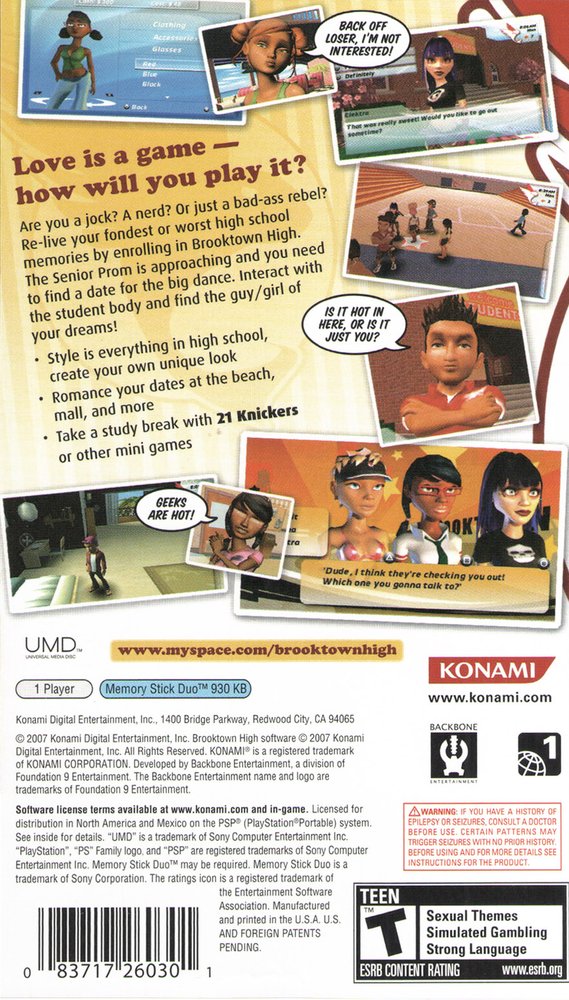 Cash: $ 300
Clothing
Accessories
Glasses
Red
Blue
Black
Back
BACK OFF
LOSER, I'M NOT
INTERESTED!
Definitely
Elektra
That was really sweet! Would you like to go out
sometime?
Love is a game —
how will you play it?
Are you a jock? A nerd? Or just a bad-ass rebel?
Re-live your fondest or worst high school
memories by enrolling in Brooktown High.
The Senior Prom is approaching and you need
to find a date for the big dance. Interact with
the student body and find the guy/girl of
your dreams!
· Style is everything in high school,
create your own unique look
· Romance your dates at the beach,
mall, and more
· Take a study break with 21 Knickers
or other mini games
IS IT HOT IN
HERE, OR IS IT
JUST YOU?
STUDENT
GEEKS
ARE HOT!
'Dude, I think they're checking you out!
Which one you gonna talk to?'
UMD™
UNIVERSAL MEDIA DISC
www.myspace.com/brooktownhigh
KONAMI
www.konami.com
1 Player
Memory Stick Duo™ 930 KB
Konami Digital Entertainment, Inc., 1400 Bridge Parkway, Redwood City, CA 94065
© 2007 Konami Digital Entertainment, Inc. Brooktown High software © 2007 Konami
Digital Entertainment, Inc. All Rights Reserved. KONAMI® is a registered trademark
of KONAMI CORPORATION. Developed by Backbone Entertainment, a division of
Foundation 9 Entertainment. The Backbone Entertainment name and logo are
trademarks of Foundation 9 Entertainment.
BACKBONE
ENTERTAINMENT
1
Software license terms available at www.konami.com and in-game. Licensed for
distribution in North America and Mexico on the PSP® (PlayStation®Portable) system.
See inside for details. "UMD" is a trademark of Sony Computer Entertainment Inc.
"PlayStation", "PS" Family logo, and "PSP" are registered trademarks of Sony Computer
Entertainment Inc. Memory Stick Duo™ may be required. Memory Stick Duo is a
trademark of Sony Corporation. The ratings icon is a registered trademark of
the Entertainment Software
Association. Manufactured
and printed in the U.S.A. U.S.
AND FOREIGN PATENTS
PENDING.
WARNING: IF YOU HAVE A HISTORY OF
EPILEPSY OR SEIZURES, CONSULT A DOCTOR
BEFORE USE. CERTAIN PATTERNS MAY
TRIGGER SEIZURES WITH NO PRIOR HISTORY.
BEFORE USING AND FOR MORE DETAILS SEE
INSTRUCTIONS FOR THE PRODUCT.
0 83717 26030 1
TEEN
T
Sexual Themes
Simulated Gambling
Strong Language
ESRB CONTENT RATING www.esrb.org